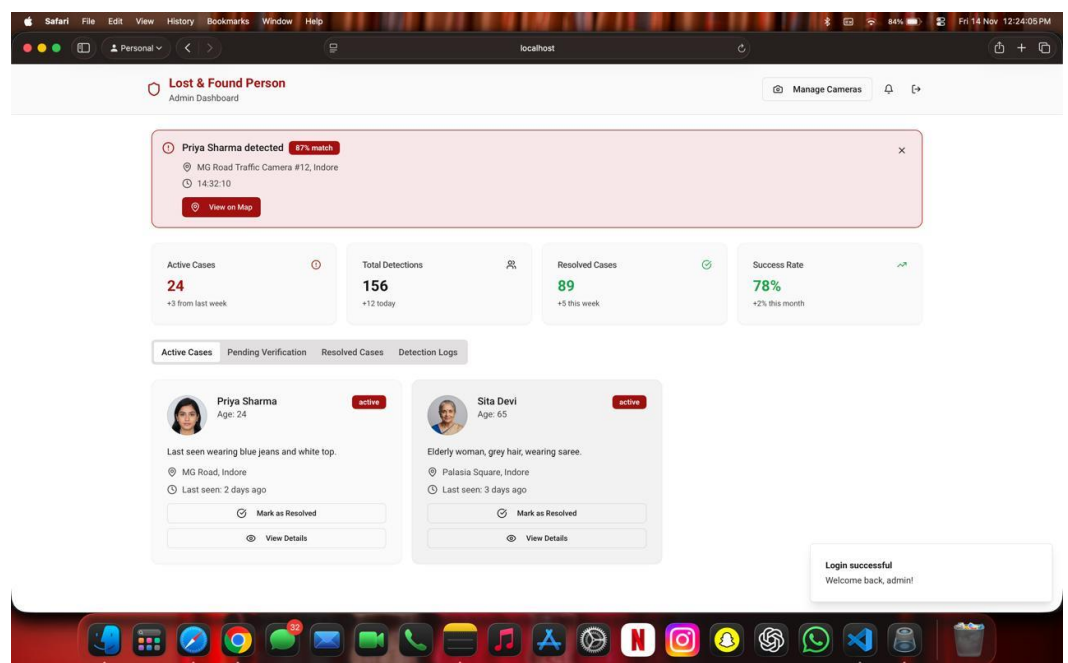 Safari File Edit View History Bookmarks Window Help 84% Fri 14 Nov 12:24:05 PM
Personal localhost
Lost & Found Person
Admin Dashboard
Manage Cameras
Priya Sharma detected 87% match
MG Road Traffic Camera #12, Indore
14:32:10
View on Map
Active Cases Total Detections Resolved Cases Success Rate
24 156 89 78%
+3 from last week +12 today +5 this week +2% this month
Active Cases Pending Verification Resolved Cases Detection Logs
Priya Sharma active
Age: 24
Last seen wearing blue jeans and white top.
MG Road, Indore
Last seen: 2 days ago
Mark as Resolved
View Details
Sita Devi active
Age: 65
Elderly woman, grey hair, wearing saree.
Palasia Square, Indore
Last seen: 3 days ago
Mark as Resolved
View Details
Login successful
Welcome back, admin!
32
N